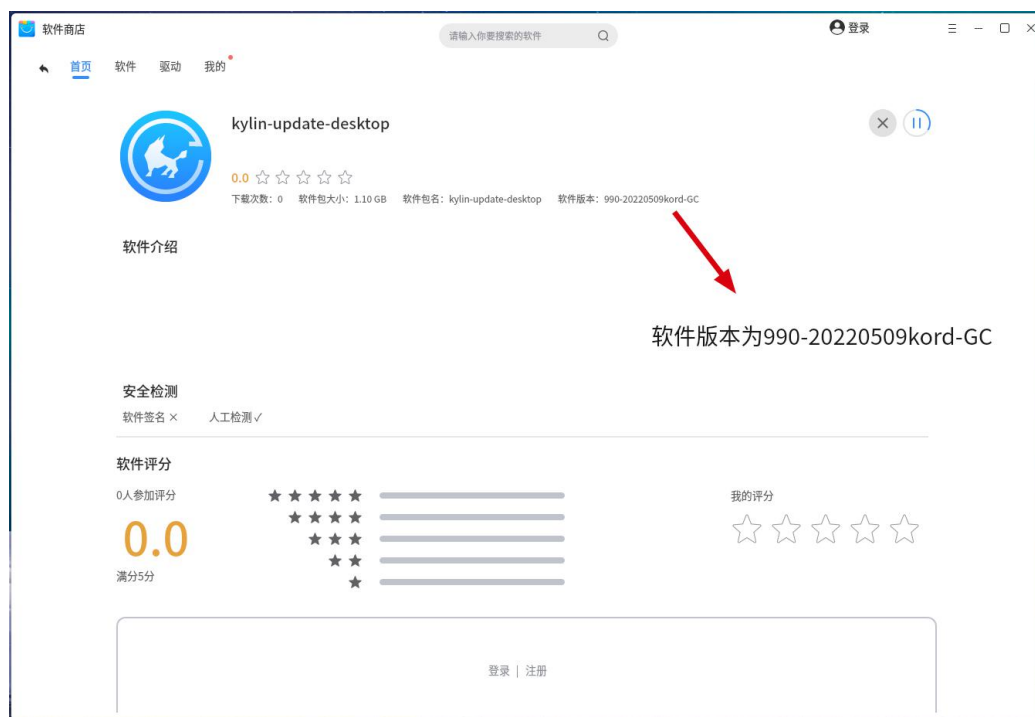 软件商店
请输入你要搜索的软件
登录
首页 软件 驱动 我的
kylin-update-desktop
0.0
下载次数：0 软件包大小：1.10 GB 软件包名：kylin-update-desktop 软件版本：990-20220509kord-GC
软件介绍
软件版本为990-20220509kord-GC
安全检测
软件签名 × 人工检测 ✓
软件评分
0人参加评分 我的评分
0.0
满分5分
登录 | 注册